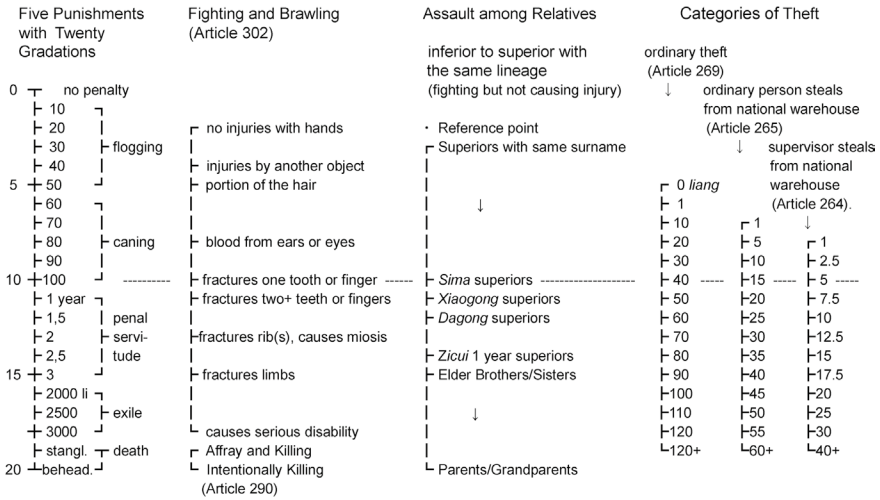 Five Punishments
with Twenty
Gradations
0 no penalty
10
20
30 flogging
40
5 50
60
70
80 caning
90
10 100
1 year
1,5 penal
2 servi-
2,5 tude
15 3
2000 li
2500 exile
3000
stangl. death
20 behead.
Fighting and Brawling
(Article 302)
no injuries with hands
injuries by another object
portion of the hair
blood from ears or eyes
fractures one tooth or finger
fractures two+ teeth or fingers
fractures rib(s), causes miosis
fractures limbs
causes serious disability
Affray and Killing
Intentionally Killing
(Article 290)
Assault among Relatives
inferior to superior with
the same lineage
(fighting but not causing injury)
Reference point
Superiors with same surname
Sima superiors
Xiaogong superiors
Dagong superiors
Zicui 1 year superiors
Elder Brothers/Sisters
Parents/Grandparents
Categories of Theft
ordinary theft
(Article 269)
0 liang
1
10
20
30
40
50
60
70
80
90
100
110
120
120+
ordinary person steals
from national warehouse
(Article 265)
1
5
10
15
20
25
30
35
40
45
50
55
60+
supervisor steals
from national
warehouse
(Article 264).
1
2.5
5
7.5
10
12.5
15
17.5
20
25
30
40+